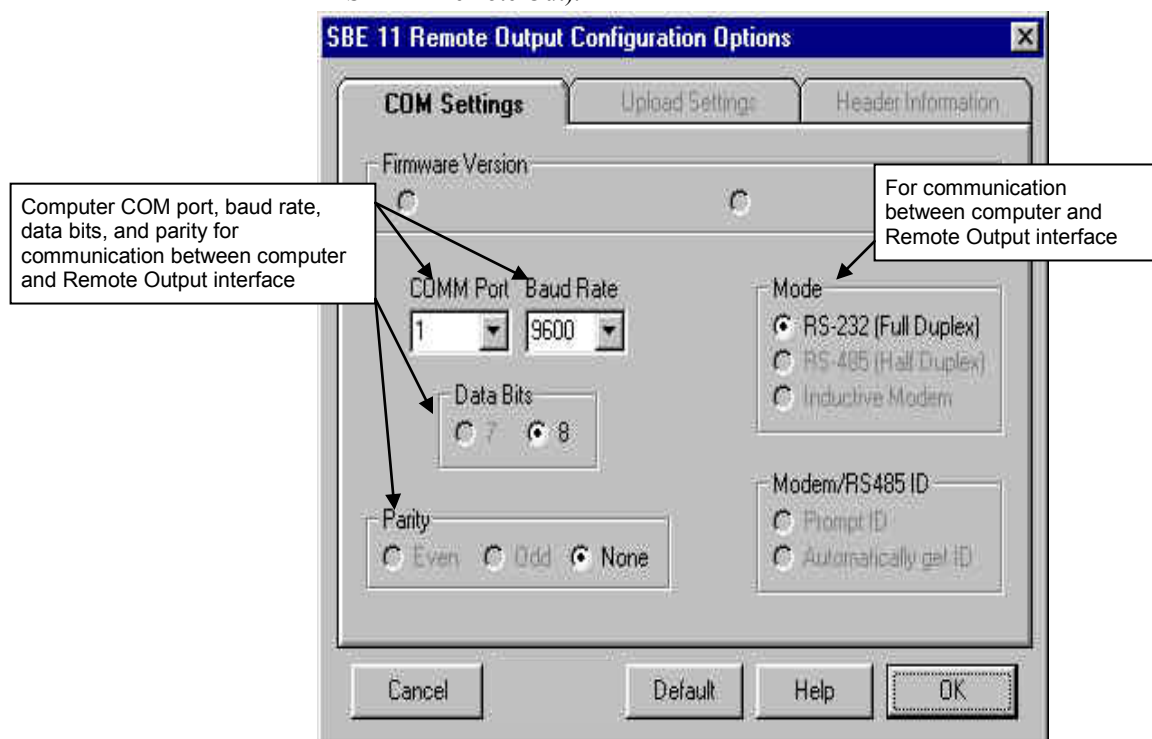 SBE 11 Remote Output Configuration Options
COM Settings
Upload Settings
Header Information
Firmware Version
Computer COM port, baud rate,
data bits, and parity for
communication between computer
and Remote Output interface
For communication
between computer and
Remote Output interface
COMM Port Baud Rate
1 9600
Mode
RS-232 (Full Duplex)
RS-485 (Half Duplex)
Inductive Modem
Data Bits
7 8
Modem/RS485 ID
Prompt ID
Automatically get ID
Parity
Even Odd None
Cancel
Default
Help
OK